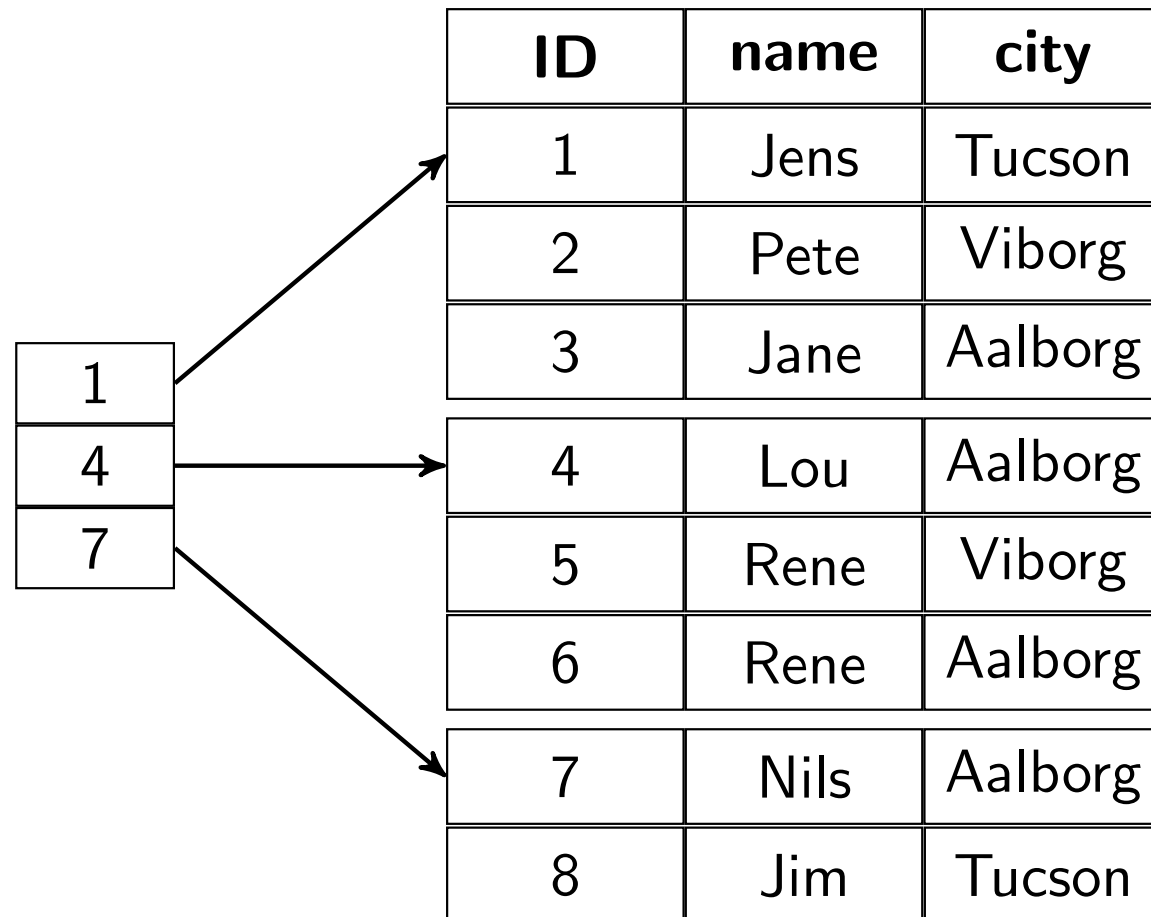 ID name city
1 Jens Tucson
2 Pete Viborg
3 Jane Aalborg
1
4 Lou Aalborg
4
5 Rene Viborg
7
6 Rene Aalborg
7 Nils Aalborg
8 Jim Tucson